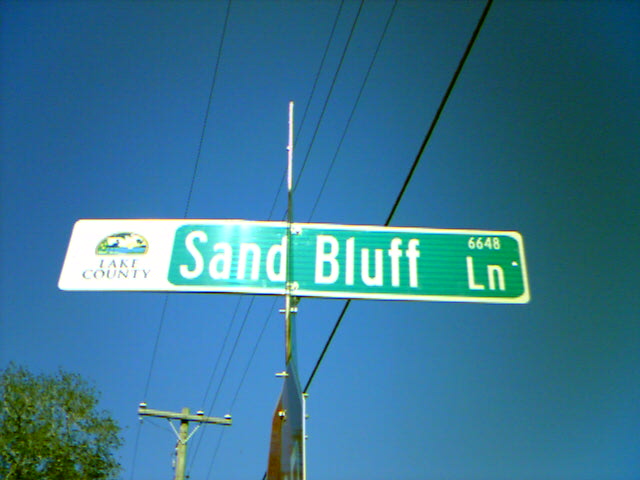 LAKE
COUNTY
Sand Bluff
6648
Ln